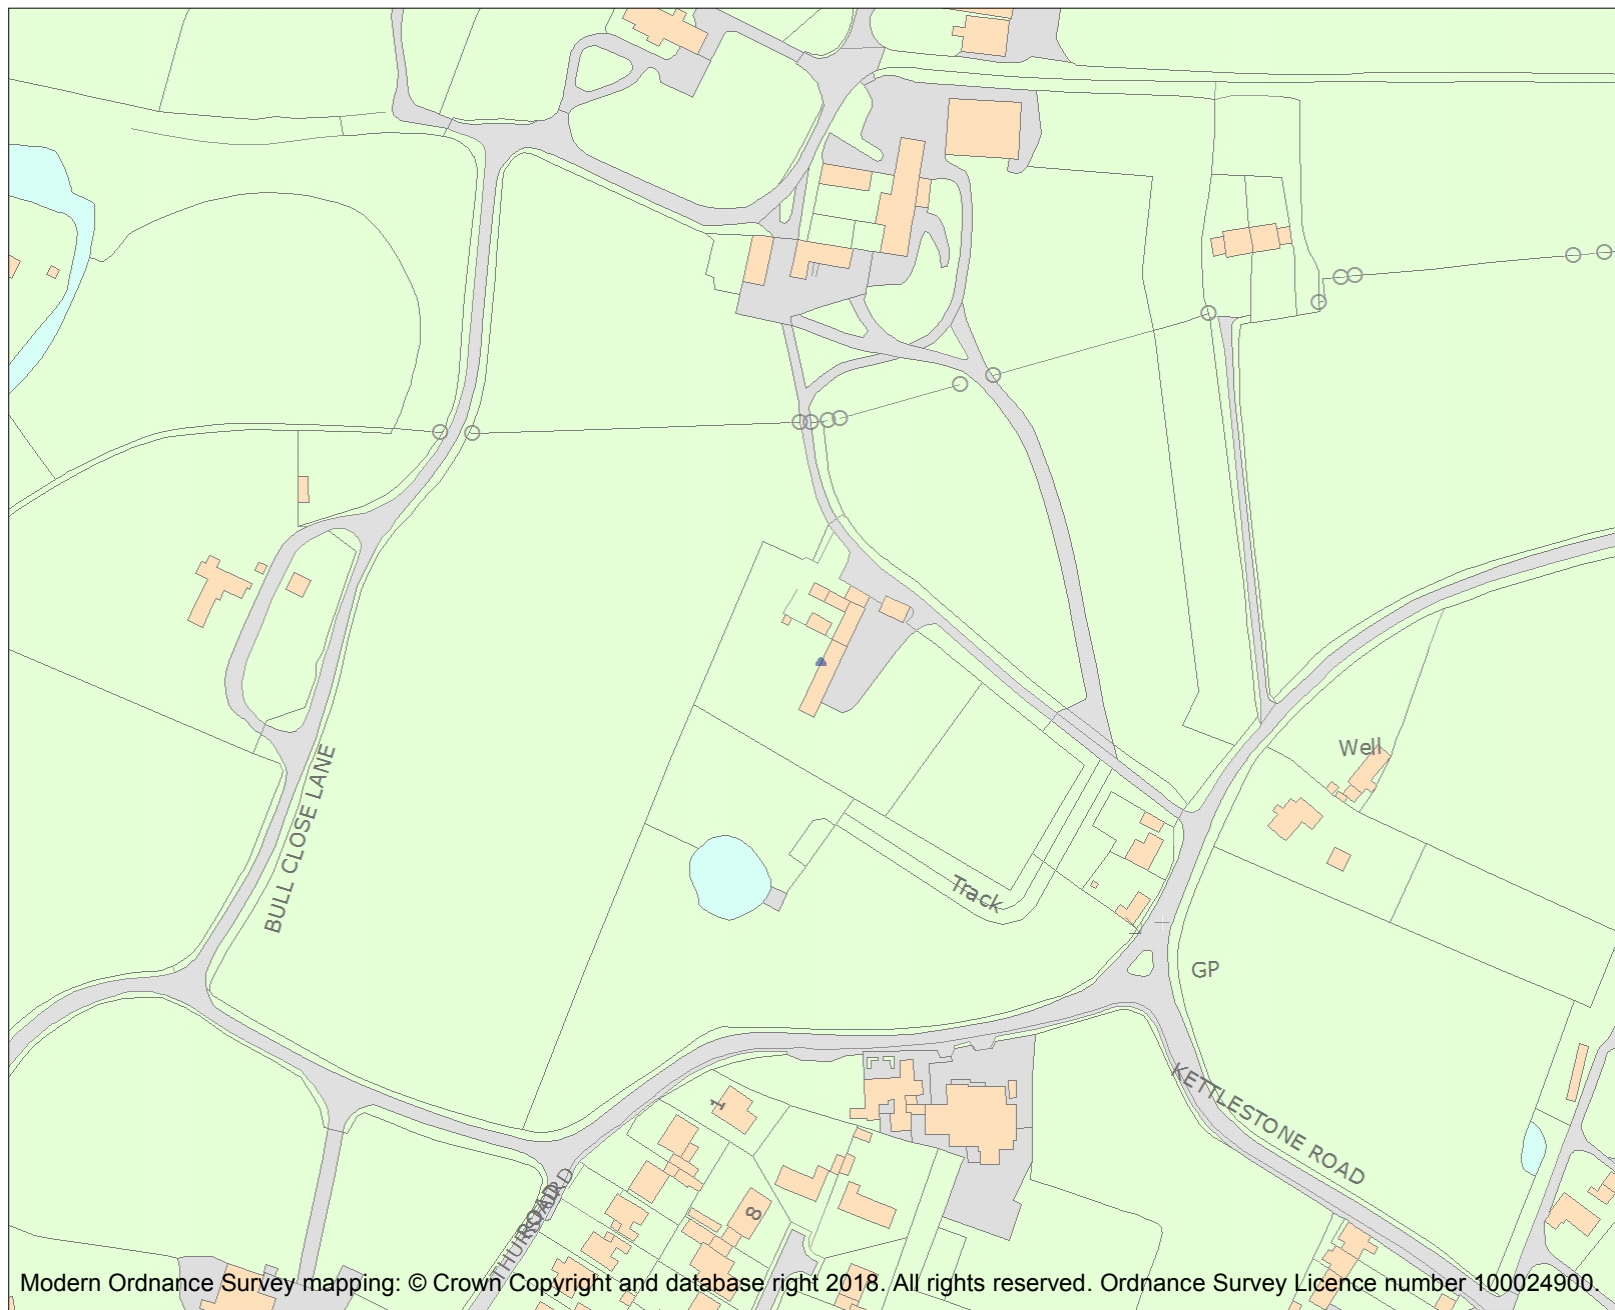 Well
BULL CLOSE LANE
Track
GP
KETTLESTONE ROAD
1
8
ROAD
Modern Ordnance Survey mapping: © Crown Copyright and database right 2018. All rights reserved. Ordnance Survey Licence number 100024900.